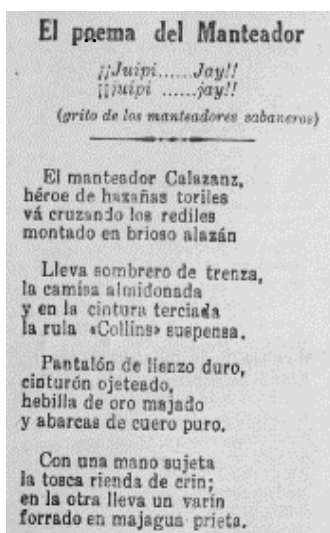 El poema del Manteador
¡¡Juipi......Jay!!
¡¡juipi ......jay!!
(grito de los manteadores sabaneros)
El manteador Calazanz,
héroe de hazañas toriles
vá cruzando los rediles
montado en brioso alazán
Lleva sombrero de trenza,
la camisa almidonada
y en la cintura terciada
la rula «Collins» suspensa.
Pantalón de lienzo duro,
cinturón ojeteado,
hebilla de oro majado
y abarcas de cuero puro.
Con una mano sujeta
la tosca rienda de crin;
en la otra lleva un varín
forrado en majagua prieta.